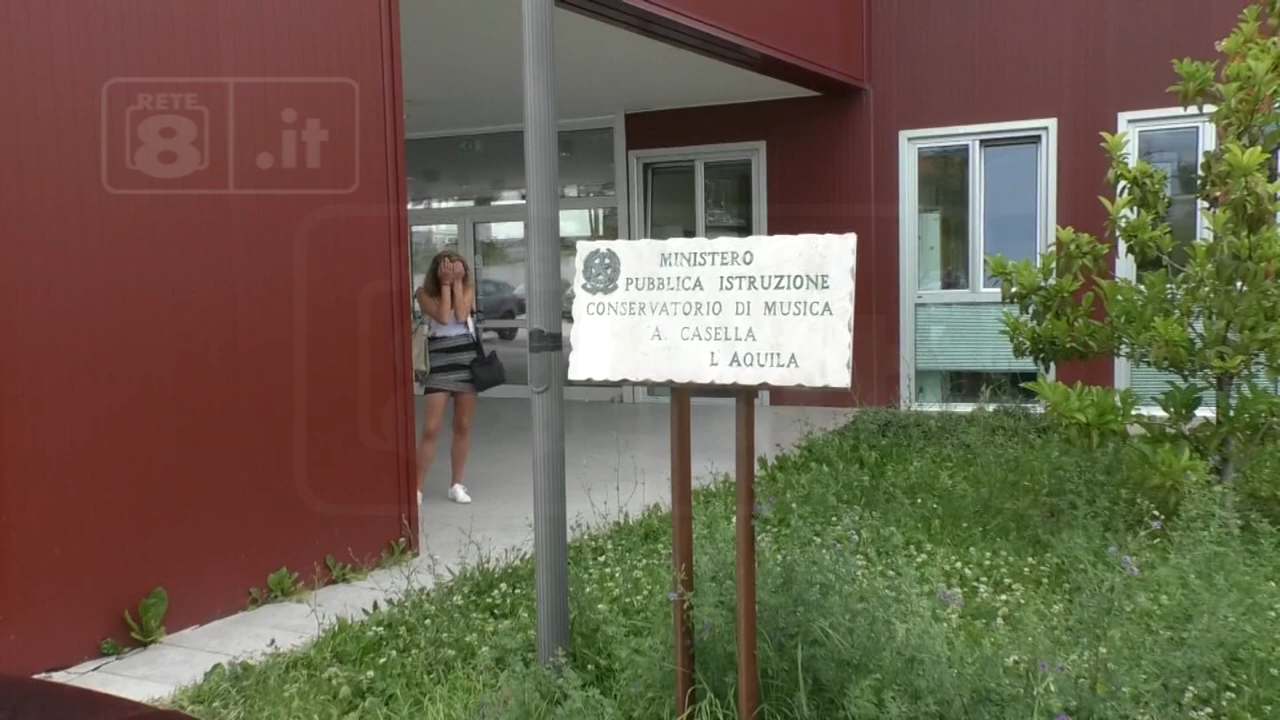 RETE
8 .it
MINISTERO
PUBBLICA ISTRUZIONE
CONSERVATORIO DI MUSICA
A. CASELLA
L'AQUILA